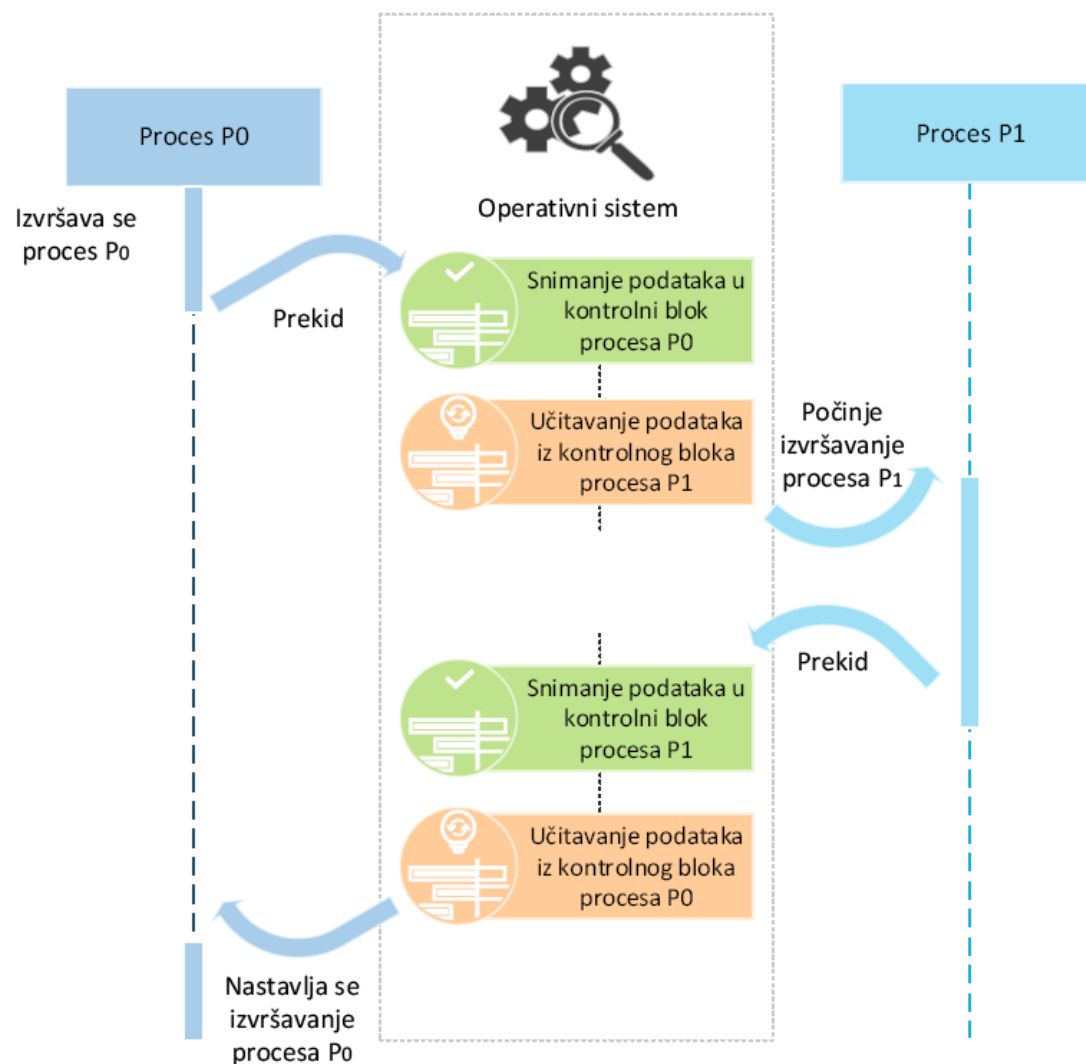 Proces P0
Proces P1
Operativni sistem
Izvršava se
proces P0
Prekid
Snimanje podataka u
kontrolni blok
procesa P0
Učitavanje podataka
iz kontrolnog bloka
procesa P1
Počinje
izvršavanje
procesa P1
Prekid
Snimanje podataka u
kontrolni blok
procesa P1
Učitavanje podataka
iz kontrolnog bloka
procesa P0
Nastavlja se
izvršavanje
procesa P0